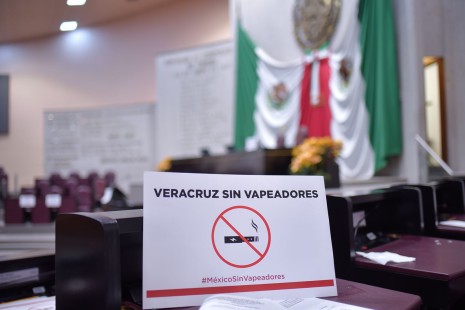 VERACRUZ SIN VAPEADORES
#MéxicoSinVapeadores